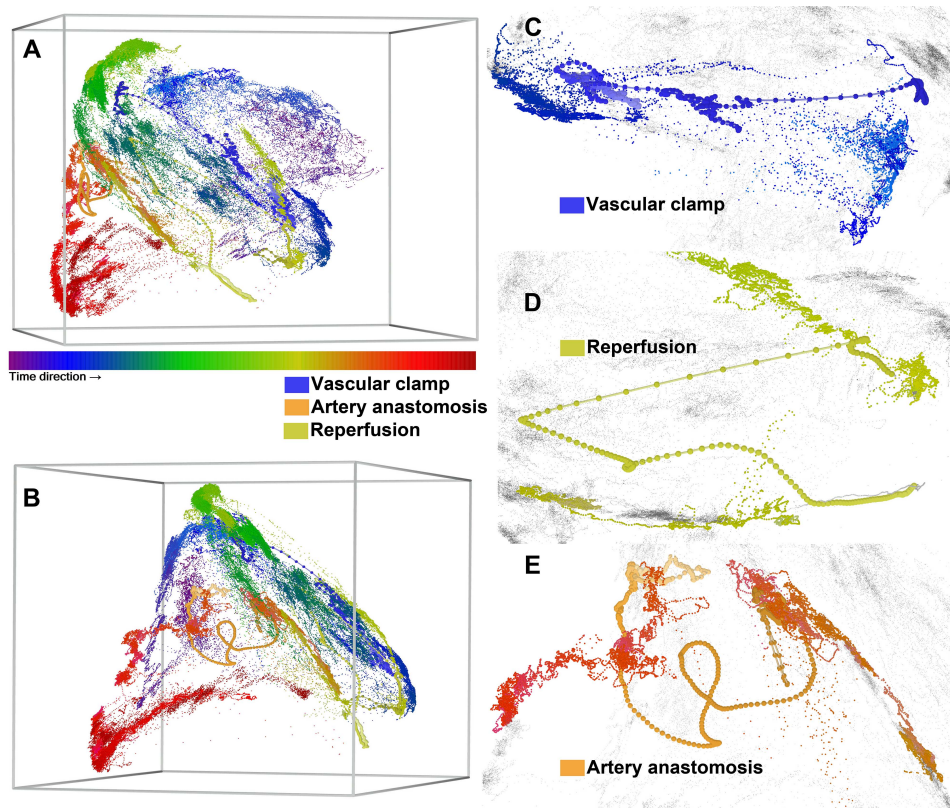 A
Time direction →
Vascular clamp
Artery anastomosis
Reperfusion
B
C
Vascular clamp
D
Reperfusion
E
Artery anastomosis